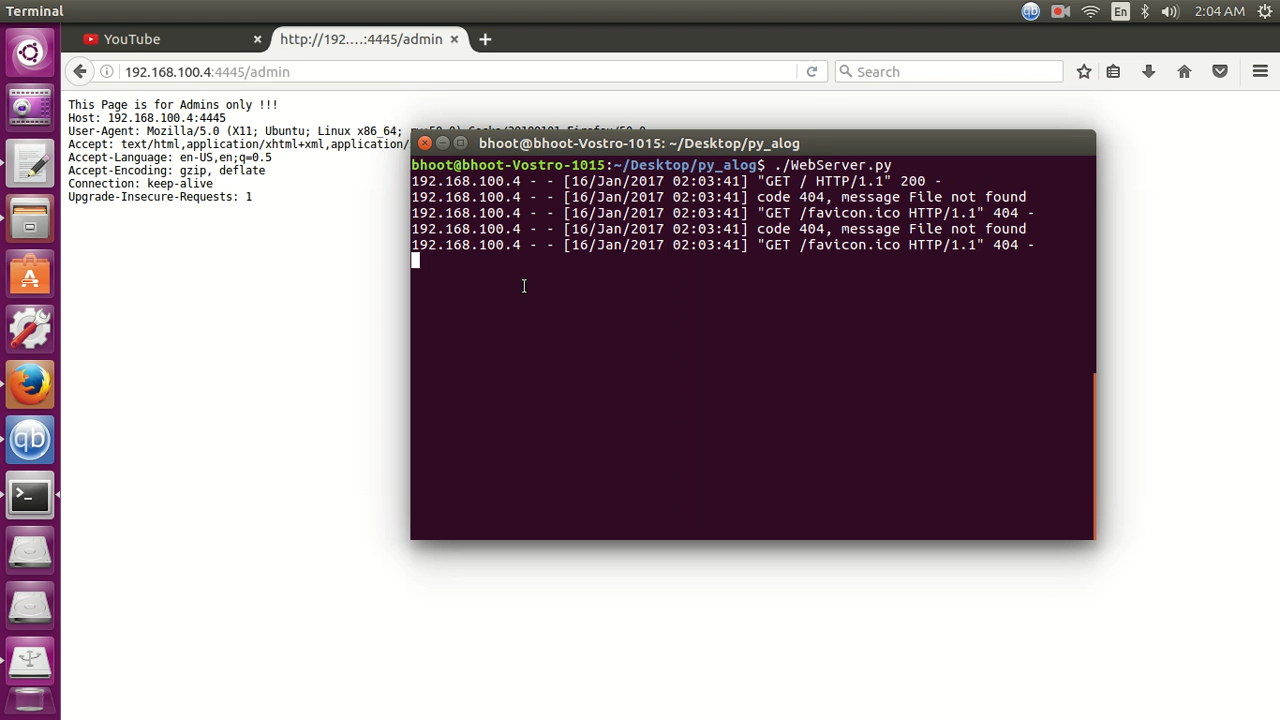 Terminal
En
2:04 AM
YouTube
http://192....:4445/admin
192.168.100.4:4445/admin
Search
This Page is for Admins only !!!
Host: 192.168.100.4:4445
User-Agent: Mozilla/5.0 (X11; Ubuntu; Linux x86_64;
Accept: text/html,application/xhtml+xml,application/
Accept-Language: en-US,en;q=0.5
Accept-Encoding: gzip, deflate
Connection: keep-alive
Upgrade-Insecure-Requests: 1
bhoot@bhoot-Vostro-1015: ~/Desktop/py_alog
bhoot@bhoot-Vostro-1015:~/Desktop/py_alog$ ./WebServer.py
192.168.100.4 - - [16/Jan/2017 02:03:41] "GET / HTTP/1.1" 200 -
192.168.100.4 - - [16/Jan/2017 02:03:41] code 404, message File not found
192.168.100.4 - - [16/Jan/2017 02:03:41] "GET /favicon.ico HTTP/1.1" 404 -
192.168.100.4 - - [16/Jan/2017 02:03:41] code 404, message File not found
192.168.100.4 - - [16/Jan/2017 02:03:41] "GET /favicon.ico HTTP/1.1" 404 -
qb
qb